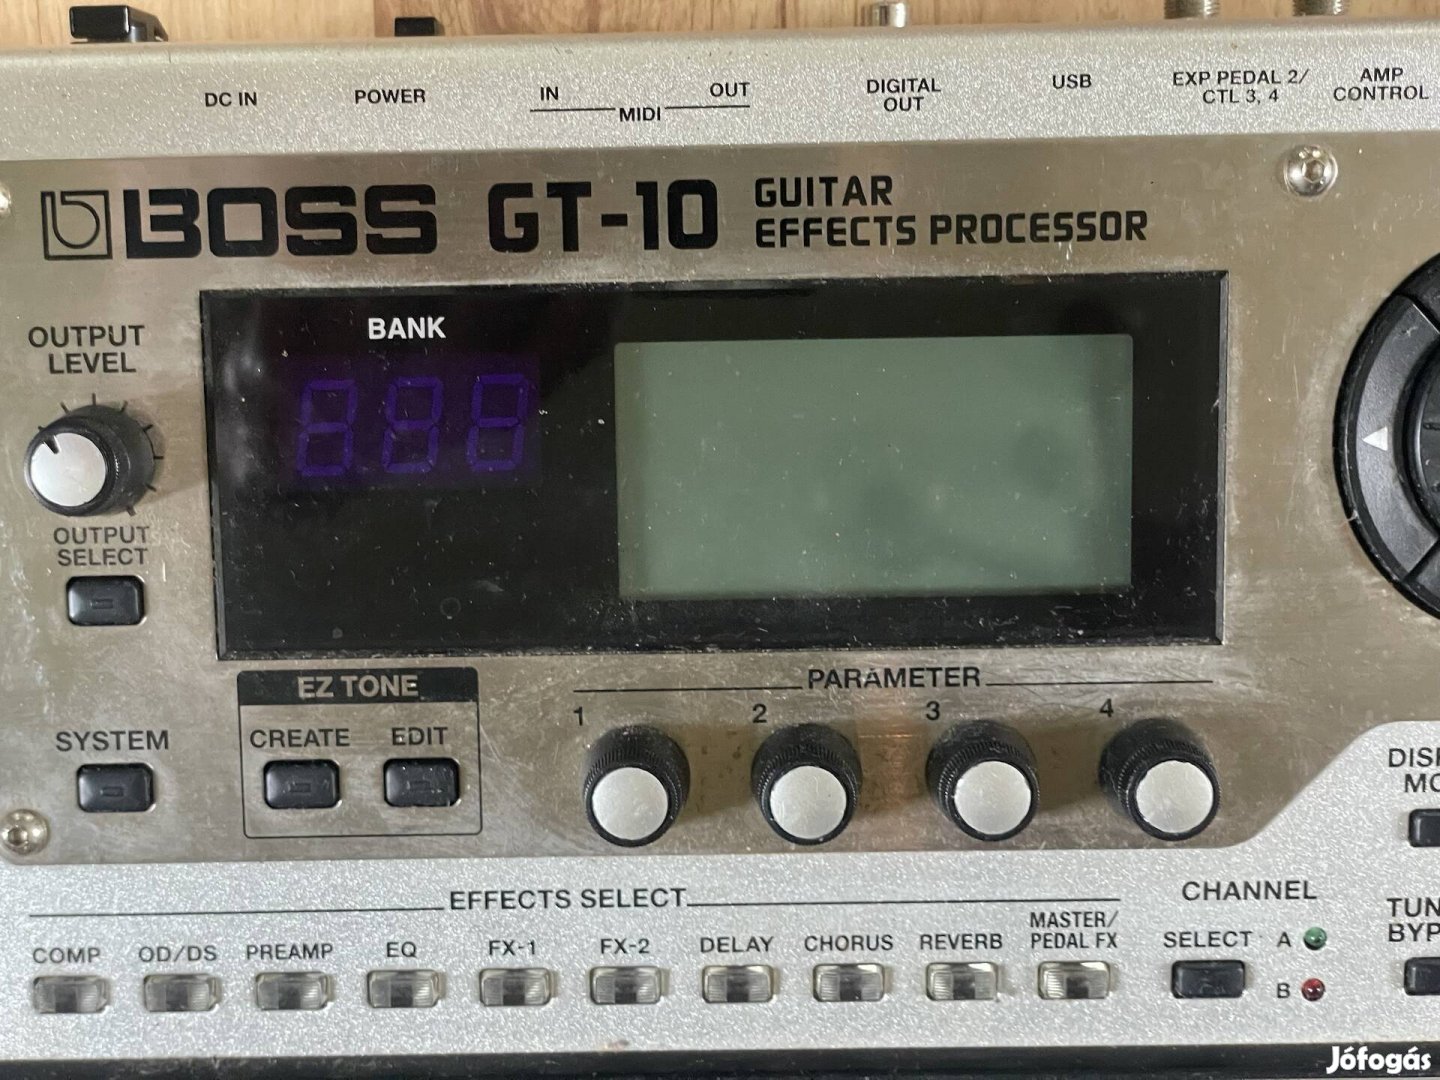 DC IN
POWER
IN
MIDI
OUT
DIGITAL
OUT
USB
EXP PEDAL 2/
CTL 3, 4
AMP
CONTROL
BOSS GT-10
GUITAR
EFFECTS PROCESSOR
OUTPUT
LEVEL
BANK
OUTPUT
SELECT
EZ TONE
CREATE
EDIT
SYSTEM
PARAMETER
1
2
3
4
EFFECTS SELECT
COMP
OD/DS
PREAMP
EQ
FX-1
FX-2
DELAY
CHORUS
REVERB
MASTER/
PEDAL FX
CHANNEL
SELECT
A
B
Jófogás